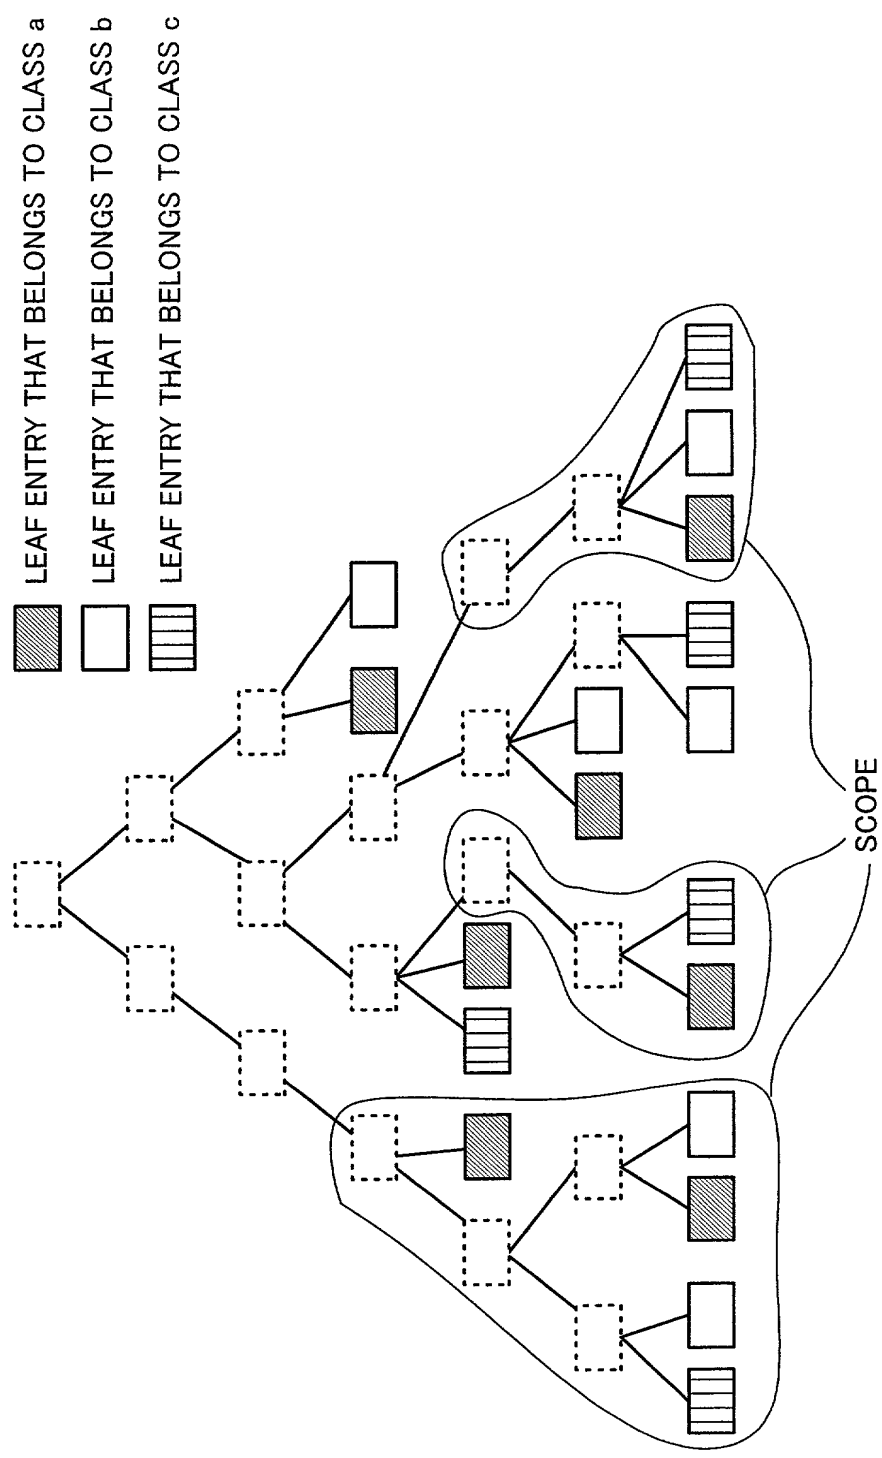 LEAF ENTRY THAT BELONGS TO CLASS a
LEAF ENTRY THAT BELONGS TO CLASS b
LEAF ENTRY THAT BELONGS TO CLASS c
SCOPE